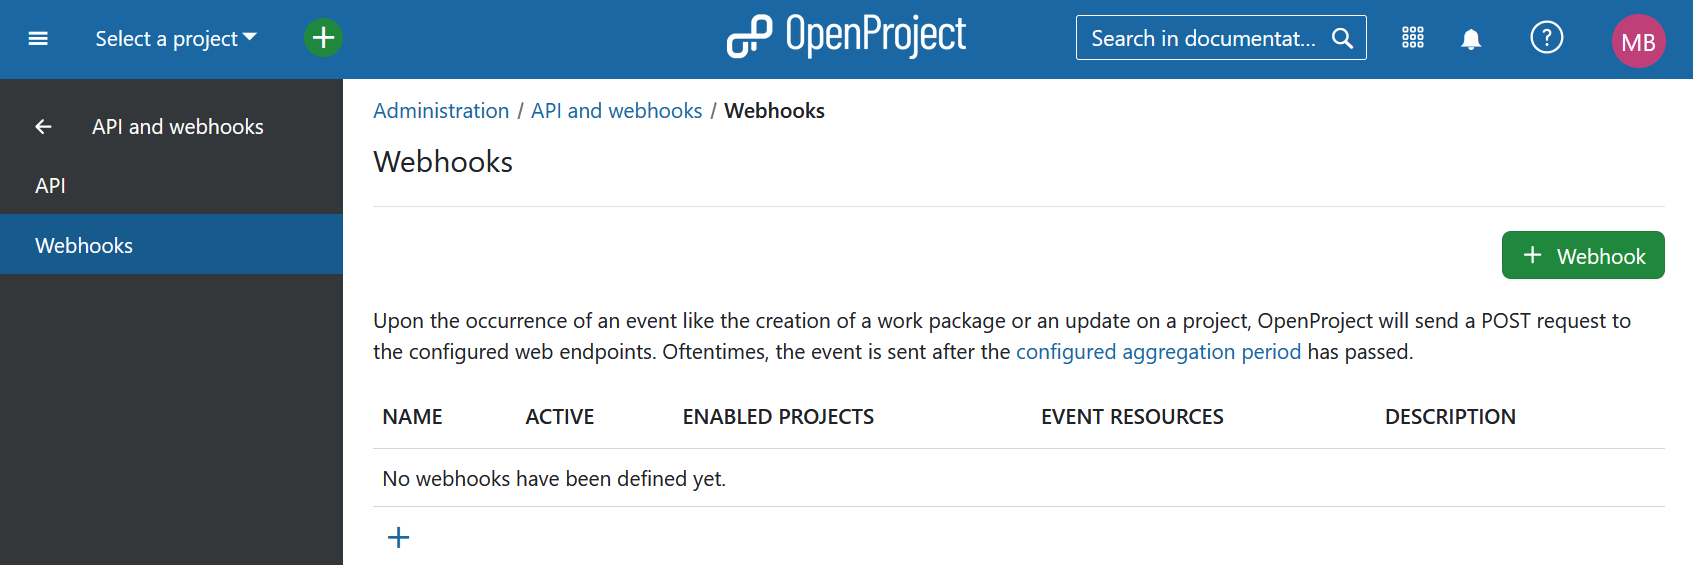 Select a project
OpenProject
Search in documentat...
?
MB
API and webhooks
API
Webhooks
Administration / API and webhooks / Webhooks
Webhooks
+ Webhook
Upon the occurrence of an event like the creation of a work package or an update on a project, OpenProject will send a POST request to
the configured web endpoints. Oftentimes, the event is sent after the configured aggregation period has passed.
NAME ACTIVE ENABLED PROJECTS EVENT RESOURCES DESCRIPTION
No webhooks have been defined yet.